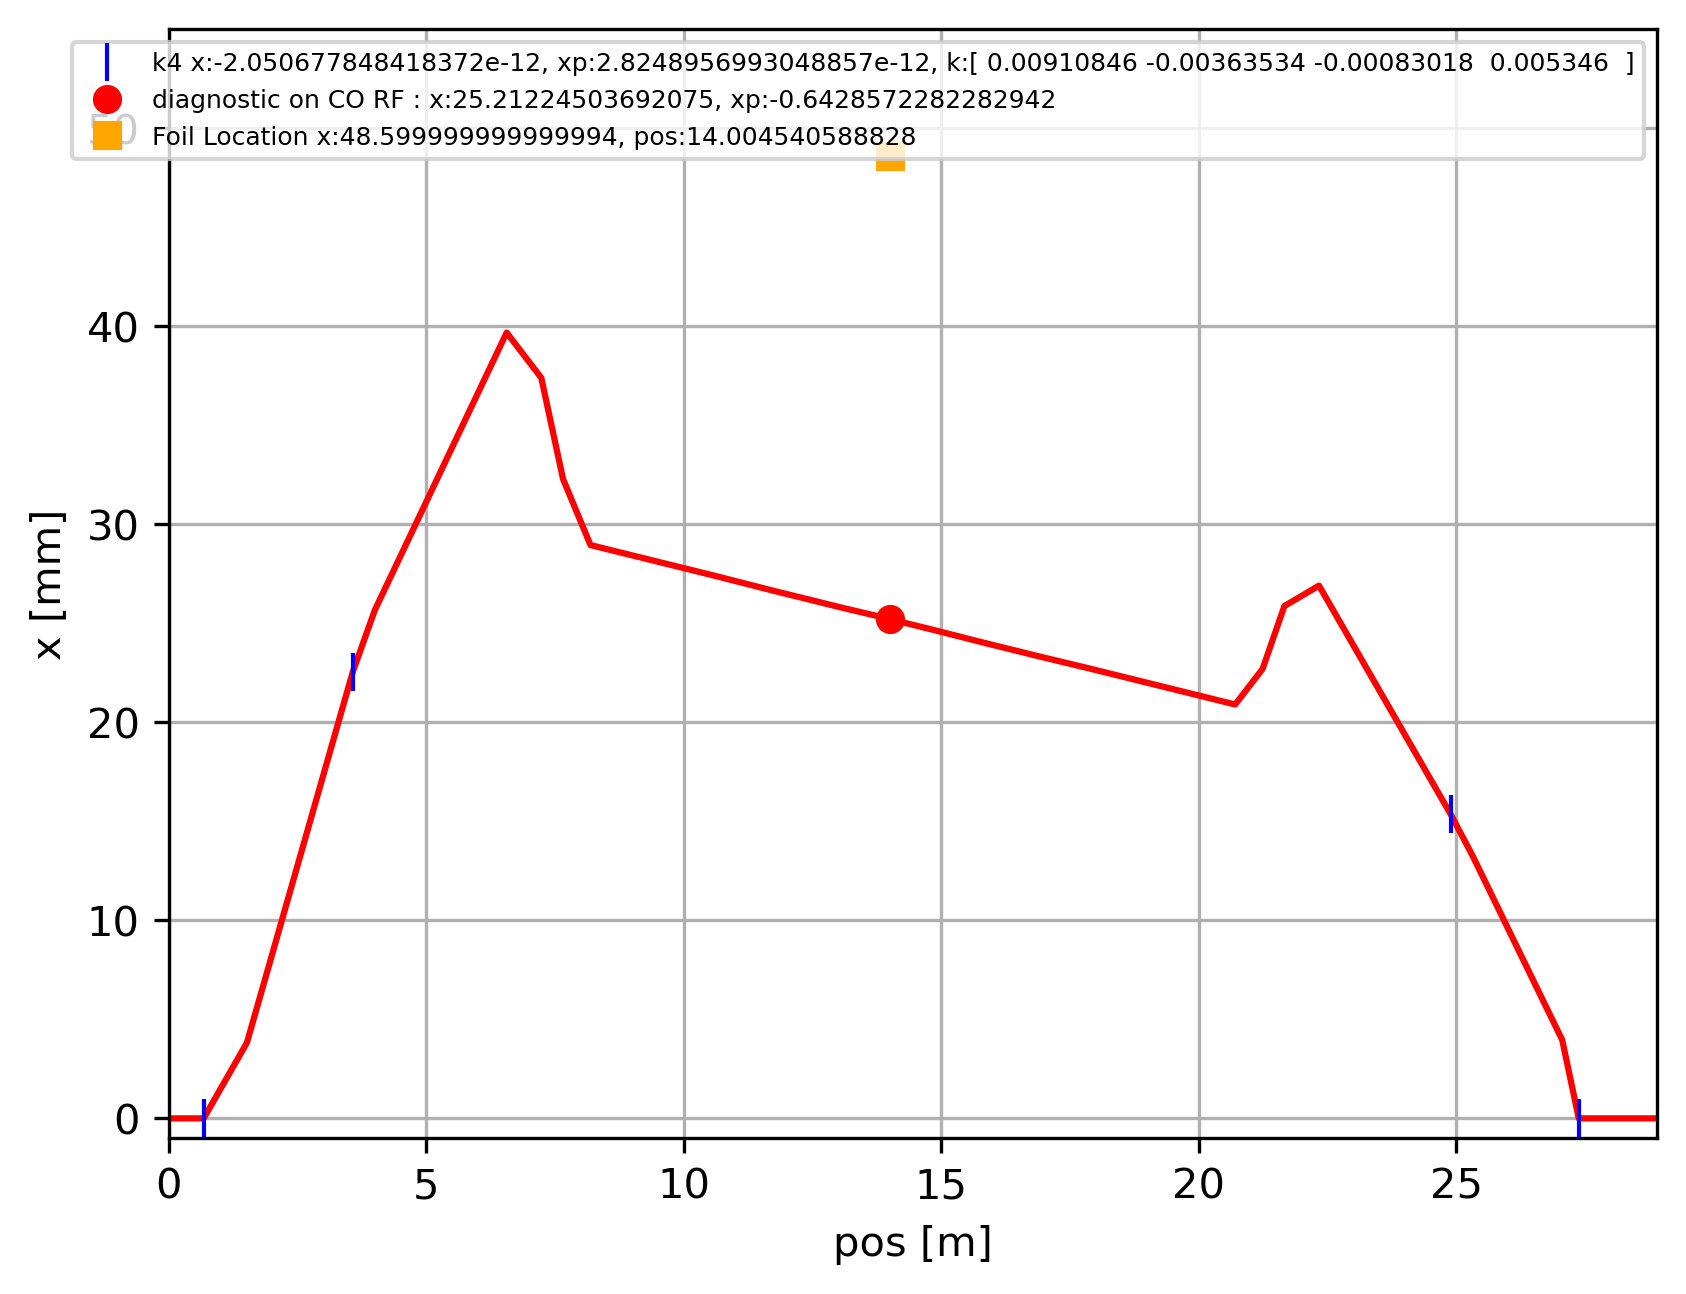 k4 x:-2.050677848418372e-12, xp:2.8248956993048857e-12, k:[ 0.00910846 -0.00363534 -0.00083018  0.005346  ]
diagnostic on CO RF : x:25.21224503692075, xp:-0.6428572282282942
Foil Location x:48.599999999999994, pos:14.004540588828
50
40
30
20
10
0
x [mm]
0 5 10 15 20 25
pos [m]